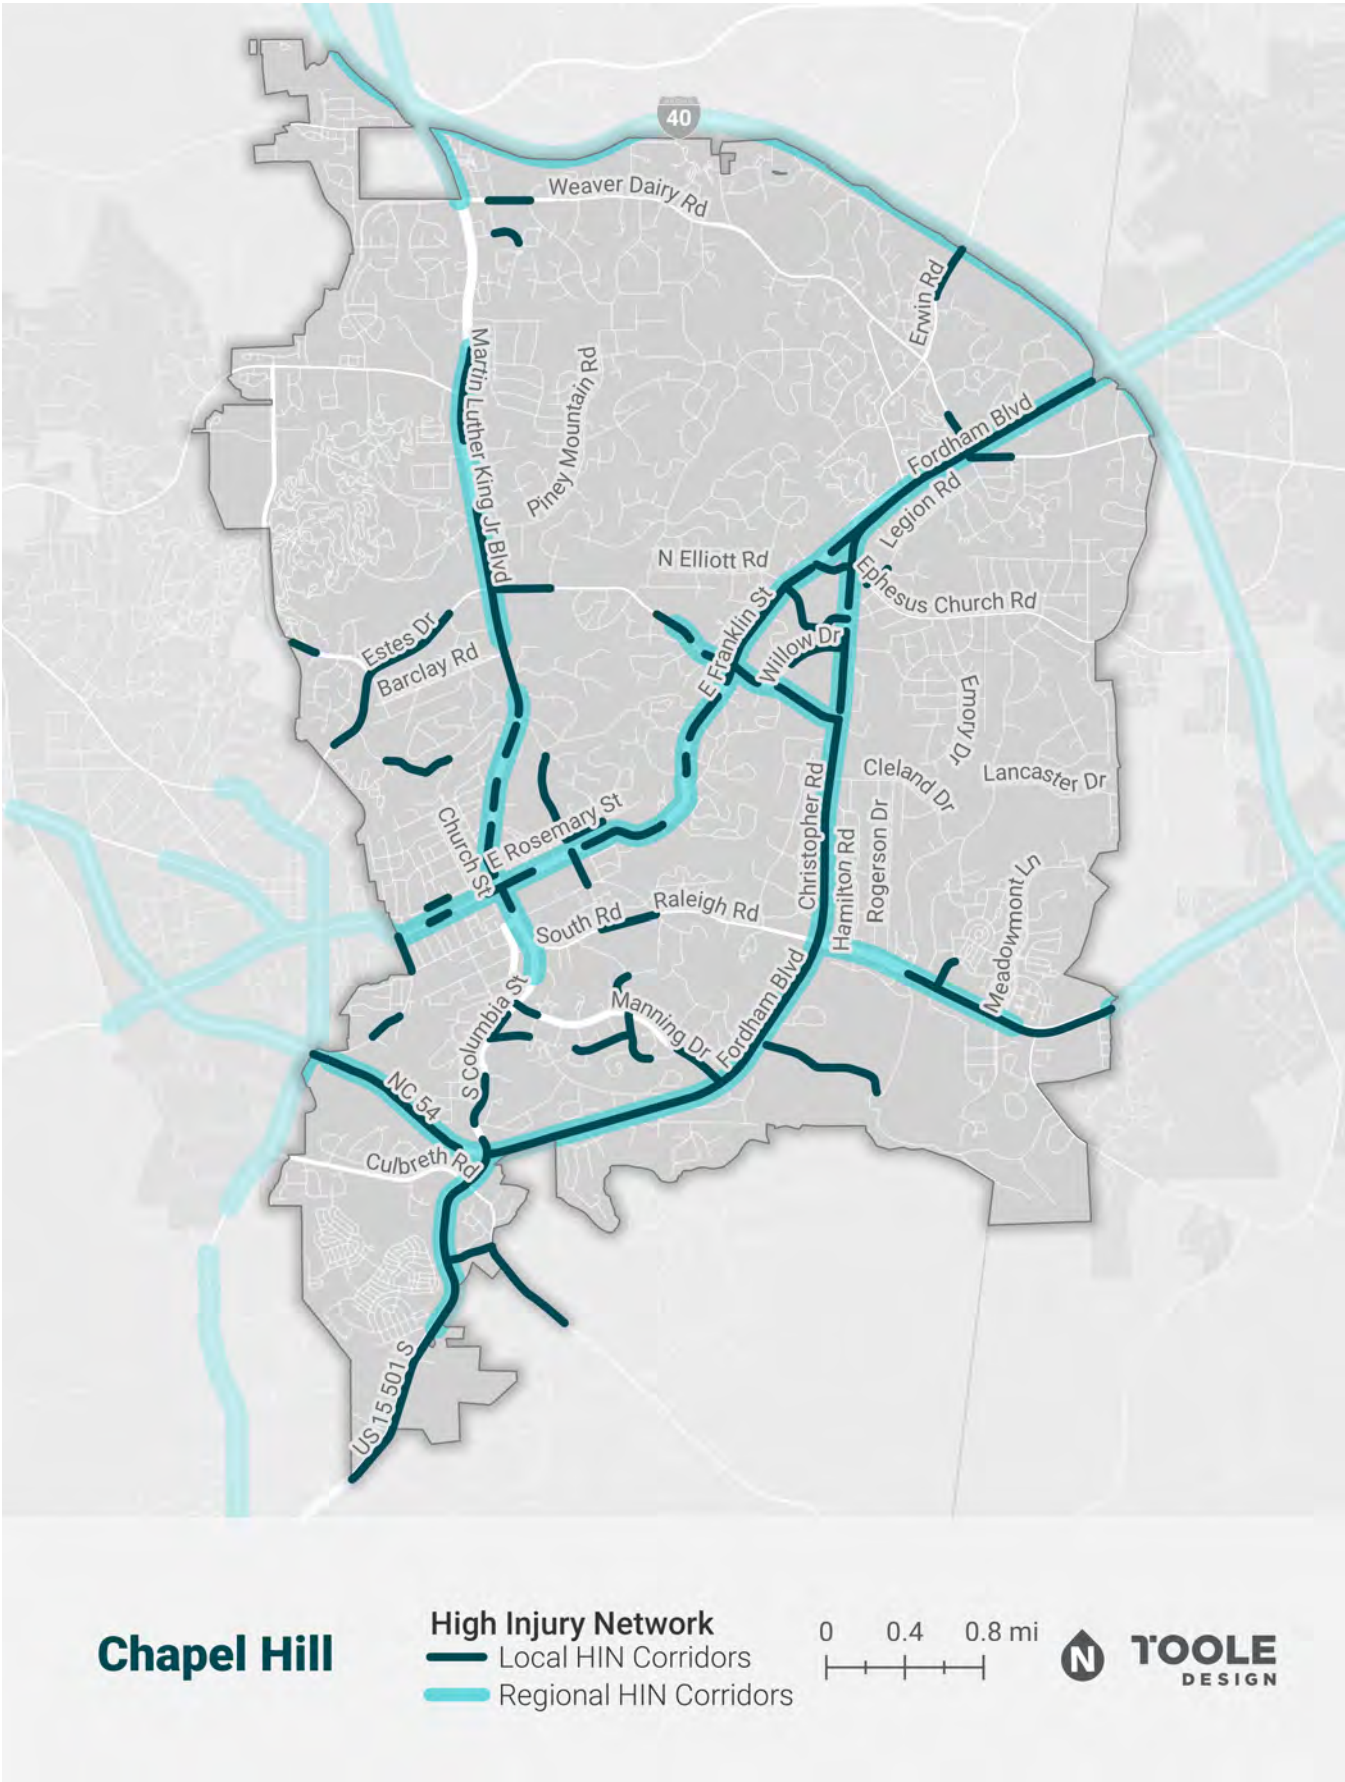 40
Weaver Dairy Rd
Erwin Rd
Martin Luther King Jr Blvd
Piney Mountain Rd
Fordham Blvd
Legion Rd
N Elliott Rd
Ephesus Church Rd
Estes Dr
Barclay Rd
E Franklin St
Willow Dr
Emory Dr
Cleland Dr
Lancaster Dr
Christopher Rd
Hamilton Rd
Rogerson Dr
Church St
E Rosemary St
Meadowmont Ln
South Rd
Raleigh Rd
S Columbia St
Manning Dr
Fordham Blvd
NC 54
Culbreth Rd
US 15 501 S
Chapel Hill
High Injury Network
Local HIN Corridors
Regional HIN Corridors
0 0.4 0.8 mi
N
TOOLE
DESIGN